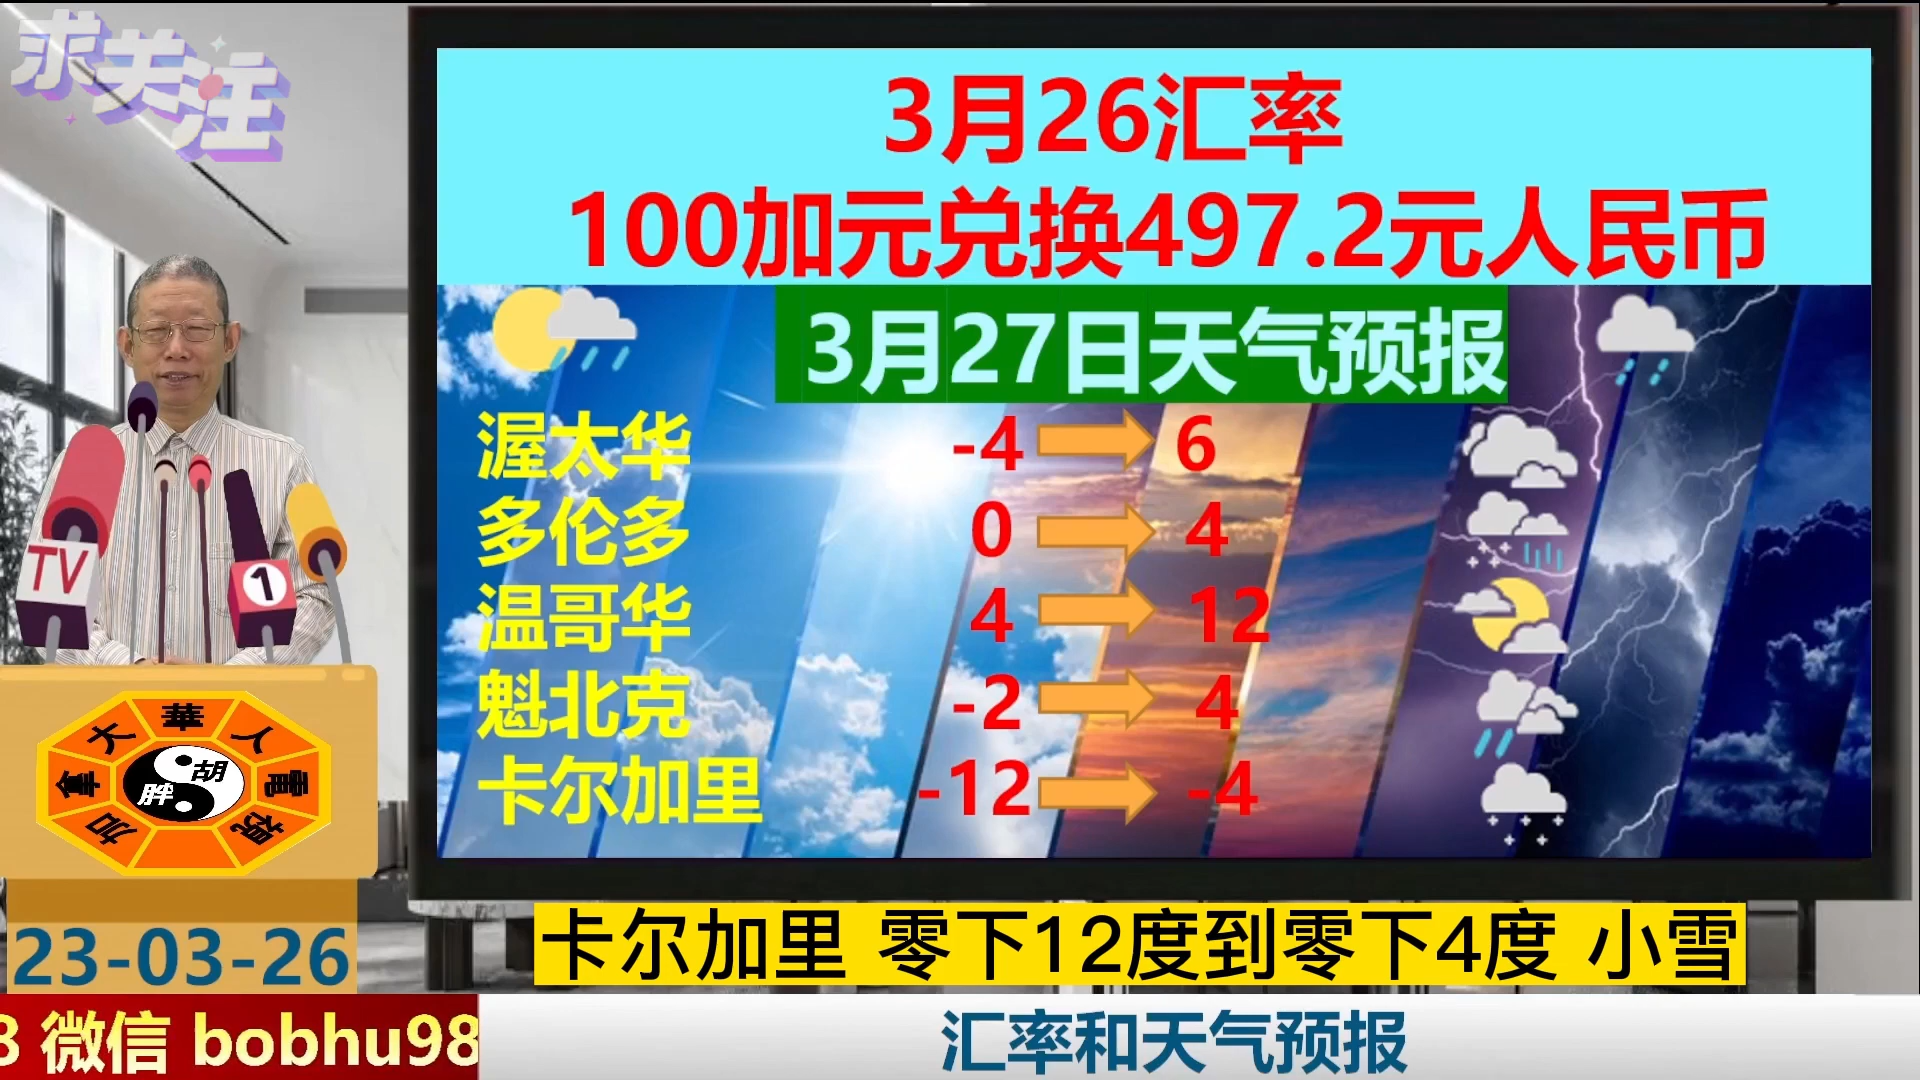 求关注
3月26汇率
100加元兑换497.2元人民币
3月27日天气预报
渥太华 -4 6
多伦多 0 4
温哥华 4 12
魁北克 -2 4
卡尔加里 -12 -4
TV
1
加拿大華人電視
胡
胖
23-03-26
卡尔加里 零下12度到零下4度 小雪
8 微信 bobhu98
汇率和天气预报